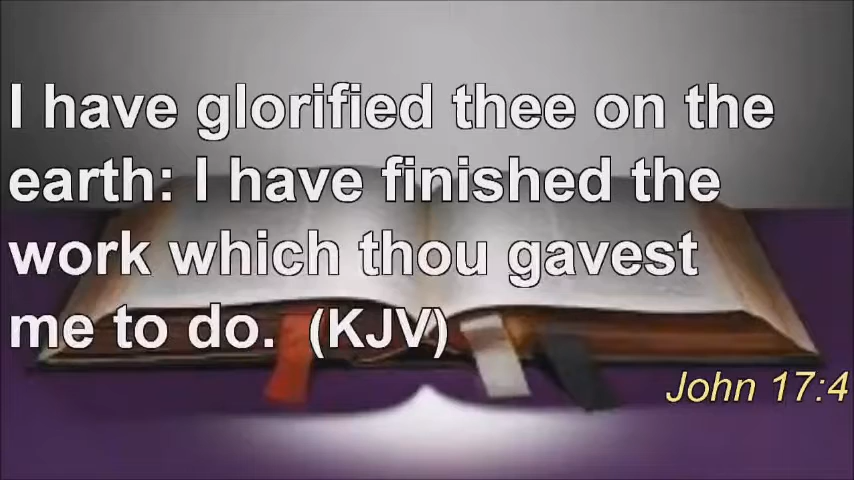 I have glorified thee on the
earth: I have finished the
work which thou gavest
me to do.  (KJV)
John 17:4